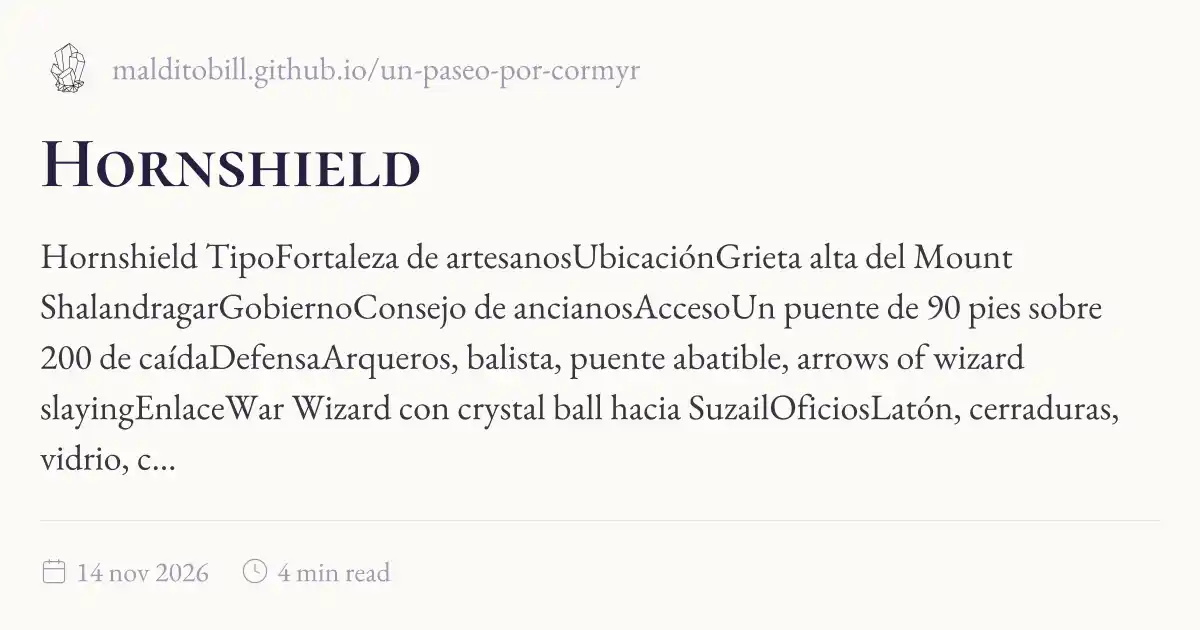 malditobill.github.io/un-paseo-por-cormyr
Hornshield
Hornshield TipoFortaleza de artesanosUbicaciónGrieta alta del Mount
ShalandragarGobiernoConsejo de ancianosAccesoUn puente de 90 pies sobre
200 de caídaDefensaArqueros, balista, puente abatible, arrows of wizard
slayingEnlaceWar Wizard con crystal ball hacia SuzailOficiosLatón, cerraduras,
vidrio, c...
14 nov 2026 4 min read